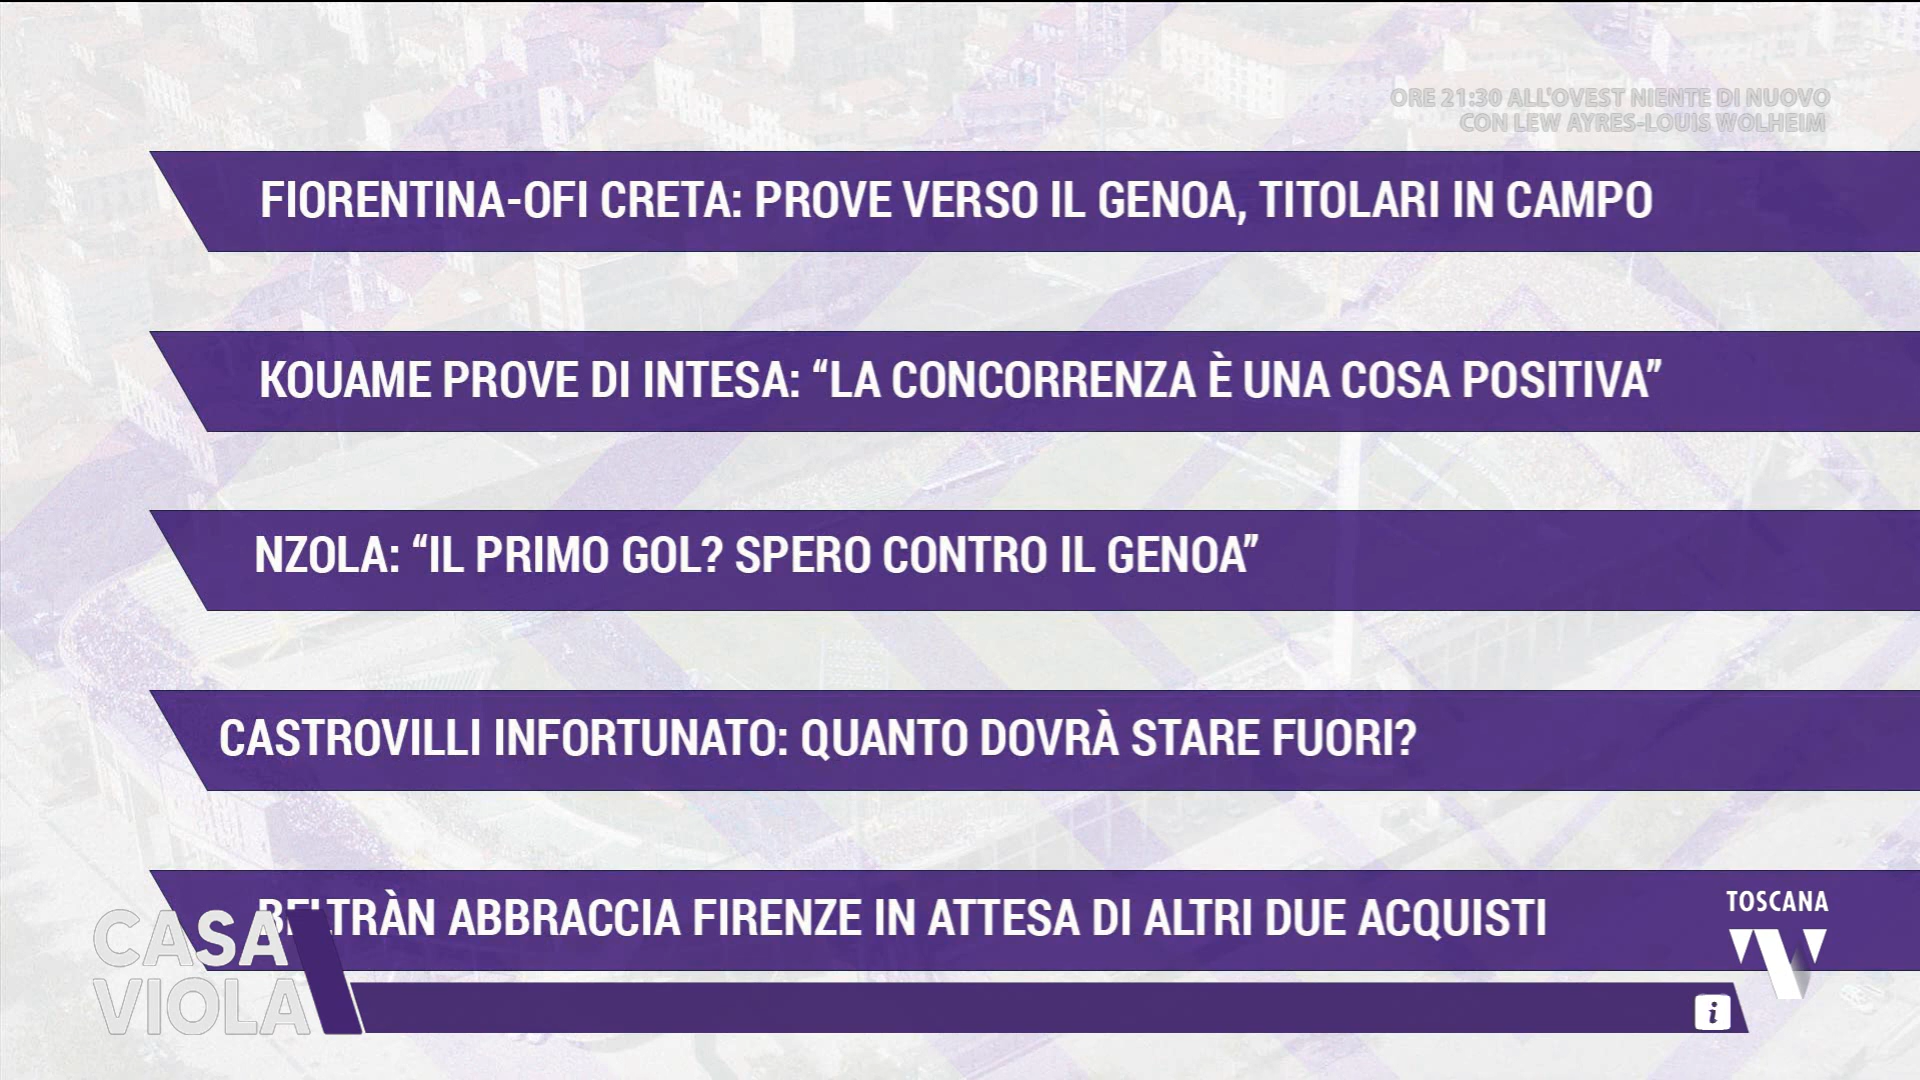 ORE 21:30 ALL'OVEST NIENTE DI NUOVO
CON LEW AYRES-LOUIS WOLHEIM
FIORENTINA-OFI CRETA: PROVE VERSO IL GENOA, TITOLARI IN CAMPO
KOUAME PROVE DI INTESA: “LA CONCORRENZA È UNA COSA POSITIVA”
NZOLA: “IL PRIMO GOL? SPERO CONTRO IL GENOA”
CASTROVILLI INFORTUNATO: QUANTO DOVRÀ STARE FUORI?
BELTRÀN ABBRACCIA FIRENZE IN ATTESA DI ALTRI DUE ACQUISTI
CASA
VIOLA
TOSCANA
TV
i